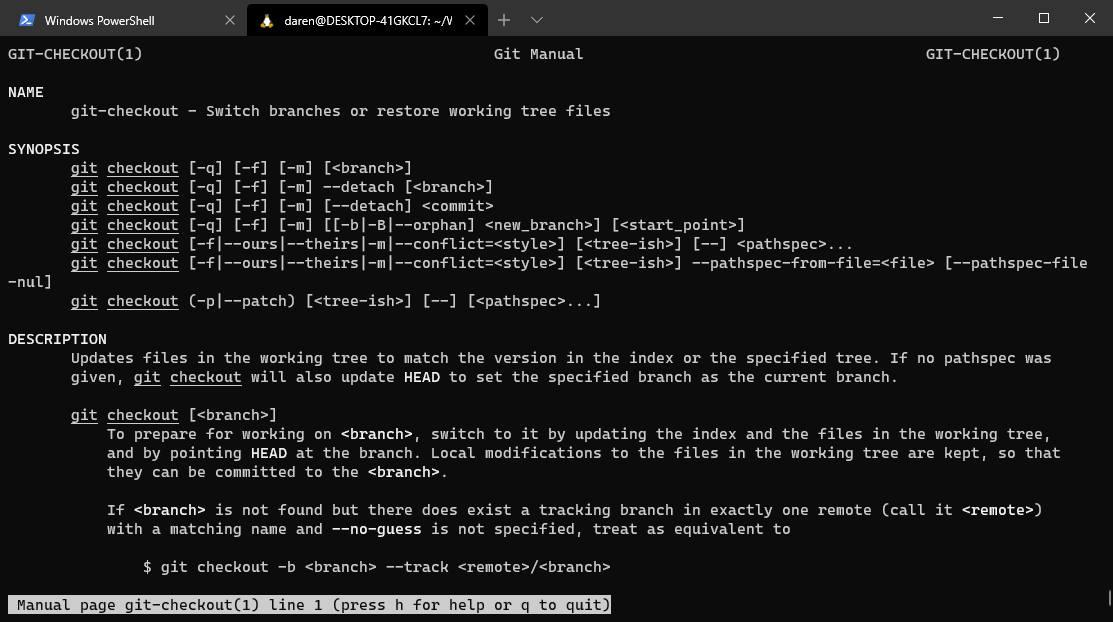 Windows PowerShell
daren@DESKTOP-41GKCL7: ~/
GIT-CHECKOUT(1) Git Manual GIT-CHECKOUT(1)
NAME
git-checkout - Switch branches or restore working tree files
SYNOPSIS
git checkout [-q] [-f] [-m] [<branch>]
git checkout [-q] [-f] [-m] --detach [<branch>]
git checkout [-q] [-f] [-m] [--detach] <commit>
git checkout [-q] [-f] [-m] [[-b|-B|--orphan] <new_branch>] [<start_point>]
git checkout [-f|--ours|--theirs|-m|--conflict=<style>] [<tree-ish>] [--] <pathspec>...
git checkout [-f|--ours|--theirs|-m|--conflict=<style>] [<tree-ish>] --pathspec-from-file=<file> [--pathspec-file
-nul]
git checkout (-p|--patch) [<tree-ish>] [--] [<pathspec>...]
DESCRIPTION
Updates files in the working tree to match the version in the index or the specified tree. If no pathspec was
given, git checkout will also update HEAD to set the specified branch as the current branch.
git checkout [<branch>]
To prepare for working on <branch>, switch to it by updating the index and the files in the working tree,
and by pointing HEAD at the branch. Local modifications to the files in the working tree are kept, so that
they can be committed to the <branch>.
If <branch> is not found but there does exist a tracking branch in exactly one remote (call it <remote>)
with a matching name and --no-guess is not specified, treat as equivalent to
$ git checkout -b <branch> --track <remote>/<branch>
Manual page git-checkout(1) line 1 (press h for help or q to quit)